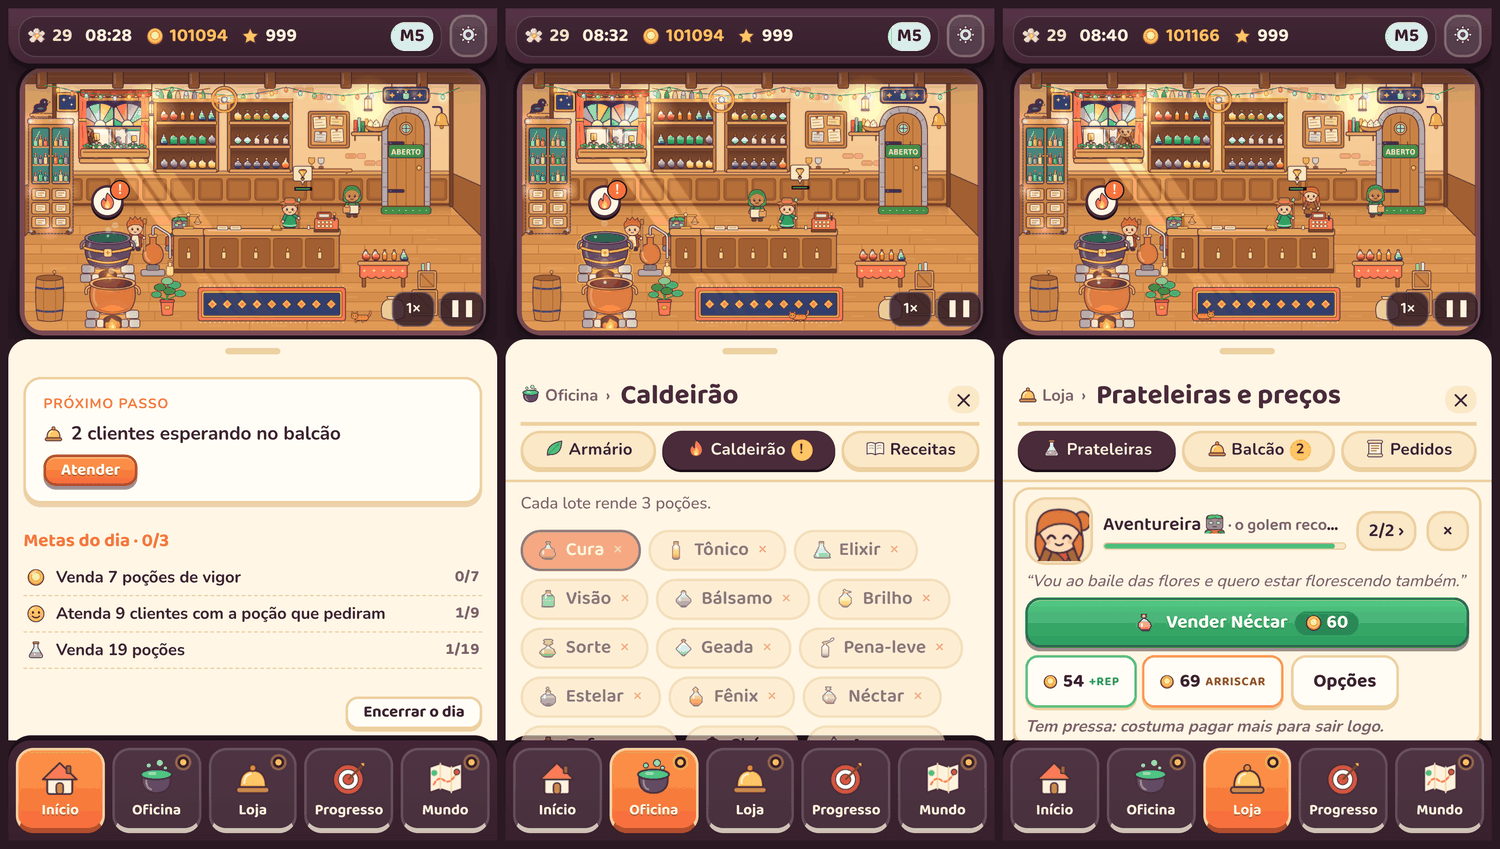 29 08:28 101094 999 M5
ABERTO
1×
PRÓXIMO PASSO
2 clientes esperando no balcão
Atender
Metas do dia · 0/3
Venda 7 poções de vigor 0/7
Atenda 9 clientes com a poção que pediram 1/9
Venda 19 poções 1/19
Encerrar o dia
Início Oficina Loja Progresso Mundo
29 08:32 101094 999 M5
ABERTO
1×
Oficina › Caldeirão
Armário Caldeirão ! Receitas
Cada lote rende 3 poções.
Cura × Tônico × Elixir ×
Visão × Bálsamo × Brilho ×
Sorte × Geada × Pena-leve ×
Estelar × Fênix × Néctar ×
Início Oficina Loja Progresso Mundo
29 08:40 101166 999 M5
ABERTO
1×
Loja › Prateleiras e preços
Prateleiras Balcão 2 Pedidos
Aventureira · o golem reco... 2/2 › ×
“Vou ao baile das flores e quero estar florescendo também.”
Vender Néctar 60
54 +REP 69 ARRISCAR Opções
Tem pressa: costuma pagar mais para sair logo.
Início Oficina Loja Progresso Mundo